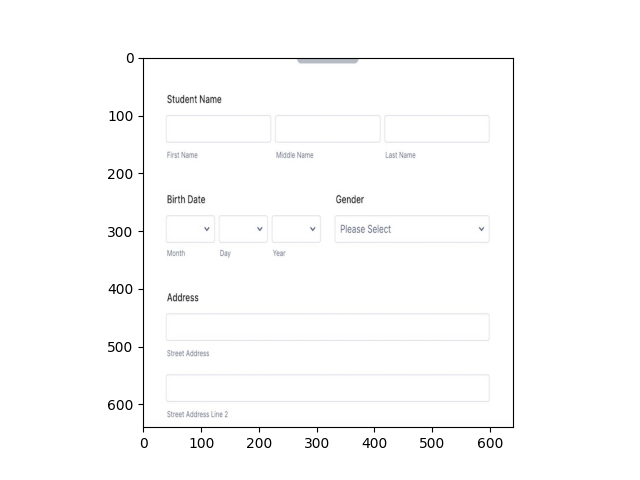 0
100
200
300
400
500
600
0 100 200 300 400 500 600
Student Name
First Name Middle Name Last Name
Birth Date Gender
Please Select
Month Day Year
Address
Street Address
Street Address Line 2